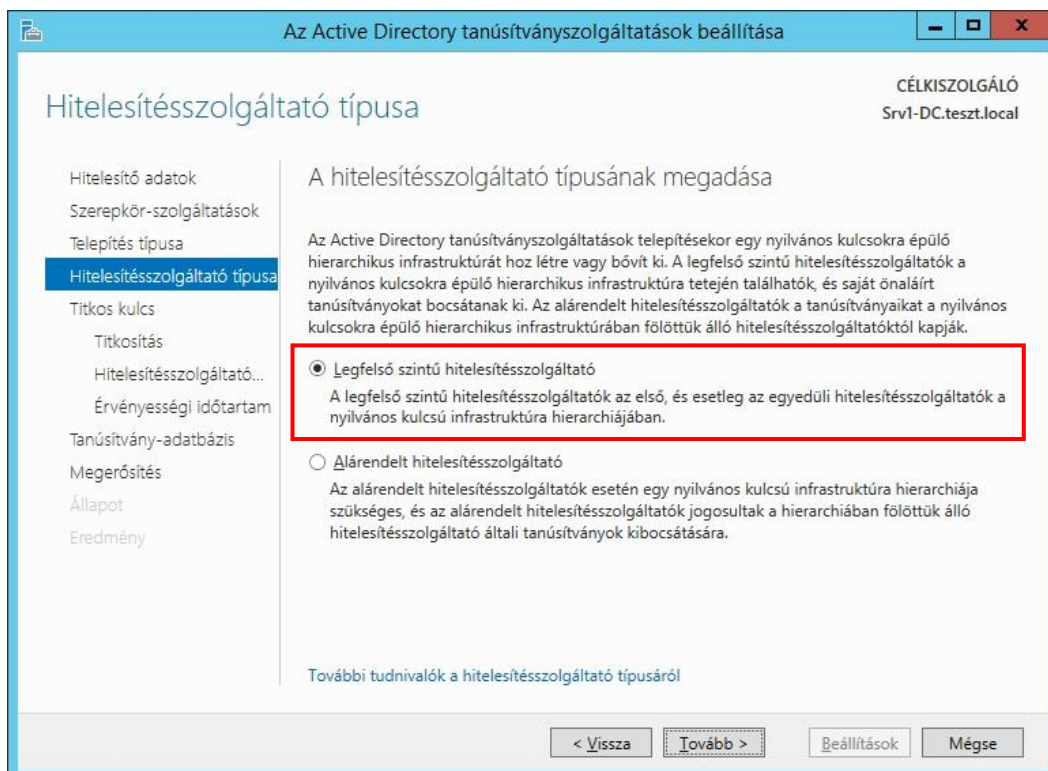 Az Active Directory tanúsítványszolgáltatások beállítása
Hitelesítésszolgáltató típusa
CÉLKISZOLGÁLÓ
Srv1-DC.teszt.local
Hitelesítő adatok
Szerepkör-szolgáltatások
Telepítés típusa
Hitelesítésszolgáltató típusa
Titkos kulcs
Titkosítás
Hitelesítésszolgáltató...
Érvényességi időtartam
Tanúsítvány-adatbázis
Megerősítés
Állapot
Eredmény
A hitelesítésszolgáltató típusának megadása
Az Active Directory tanúsítványszolgáltatások telepítésekor egy nyilvános kulcsokra épülő
hierarchikus infrastruktúrát hoz létre vagy bővít ki. A legfelső szintű hitelesítésszolgáltatók a
nyilvános kulcsokra épülő hierarchikus infrastruktúra tetején találhatók, és saját önaláírt
tanúsítványokat bocsátanak ki. Az alárendelt hitelesítésszolgáltatók a tanúsítványaikat a nyilvános
kulcsokra épülő hierarchikus infrastruktúrában fölöttük álló hitelesítésszolgáltatóktól kapják.
Legfelső szintű hitelesítésszolgáltató
A legfelső szintű hitelesítésszolgáltatók az első, és esetleg az egyedüli hitelesítésszolgáltatók a
nyilvános kulcsú infrastruktúra hierarchiájában.
Alárendelt hitelesítésszolgáltató
Az alárendelt hitelesítésszolgáltatók esetén egy nyilvános kulcsú infrastruktúra hierarchiája
szükséges, és az alárendelt hitelesítésszolgáltatók jogosultak a hierarchiában fölöttük álló
hitelesítésszolgáltató általi tanúsítványok kibocsátására.
További tudnivalók a hitelesítésszolgáltató típusáról
< Vissza
Tovább >
Beállítások
Mégse